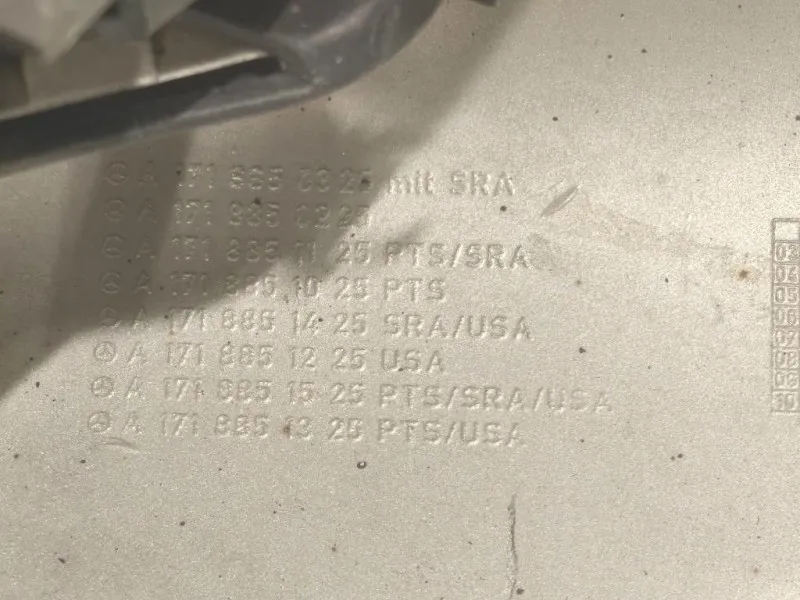 A 171 885 09 25 mit SRA
A 171 885 08 25
A 171 885 11 25 PTS/SRA
A 171 885 10 25 PTS
A 171 885 14 25 SRA/USA
A 171 885 12 25 USA
A 171 885 15 25 PTS/SRA/USA
A 171 885 13 25 PTS/USA